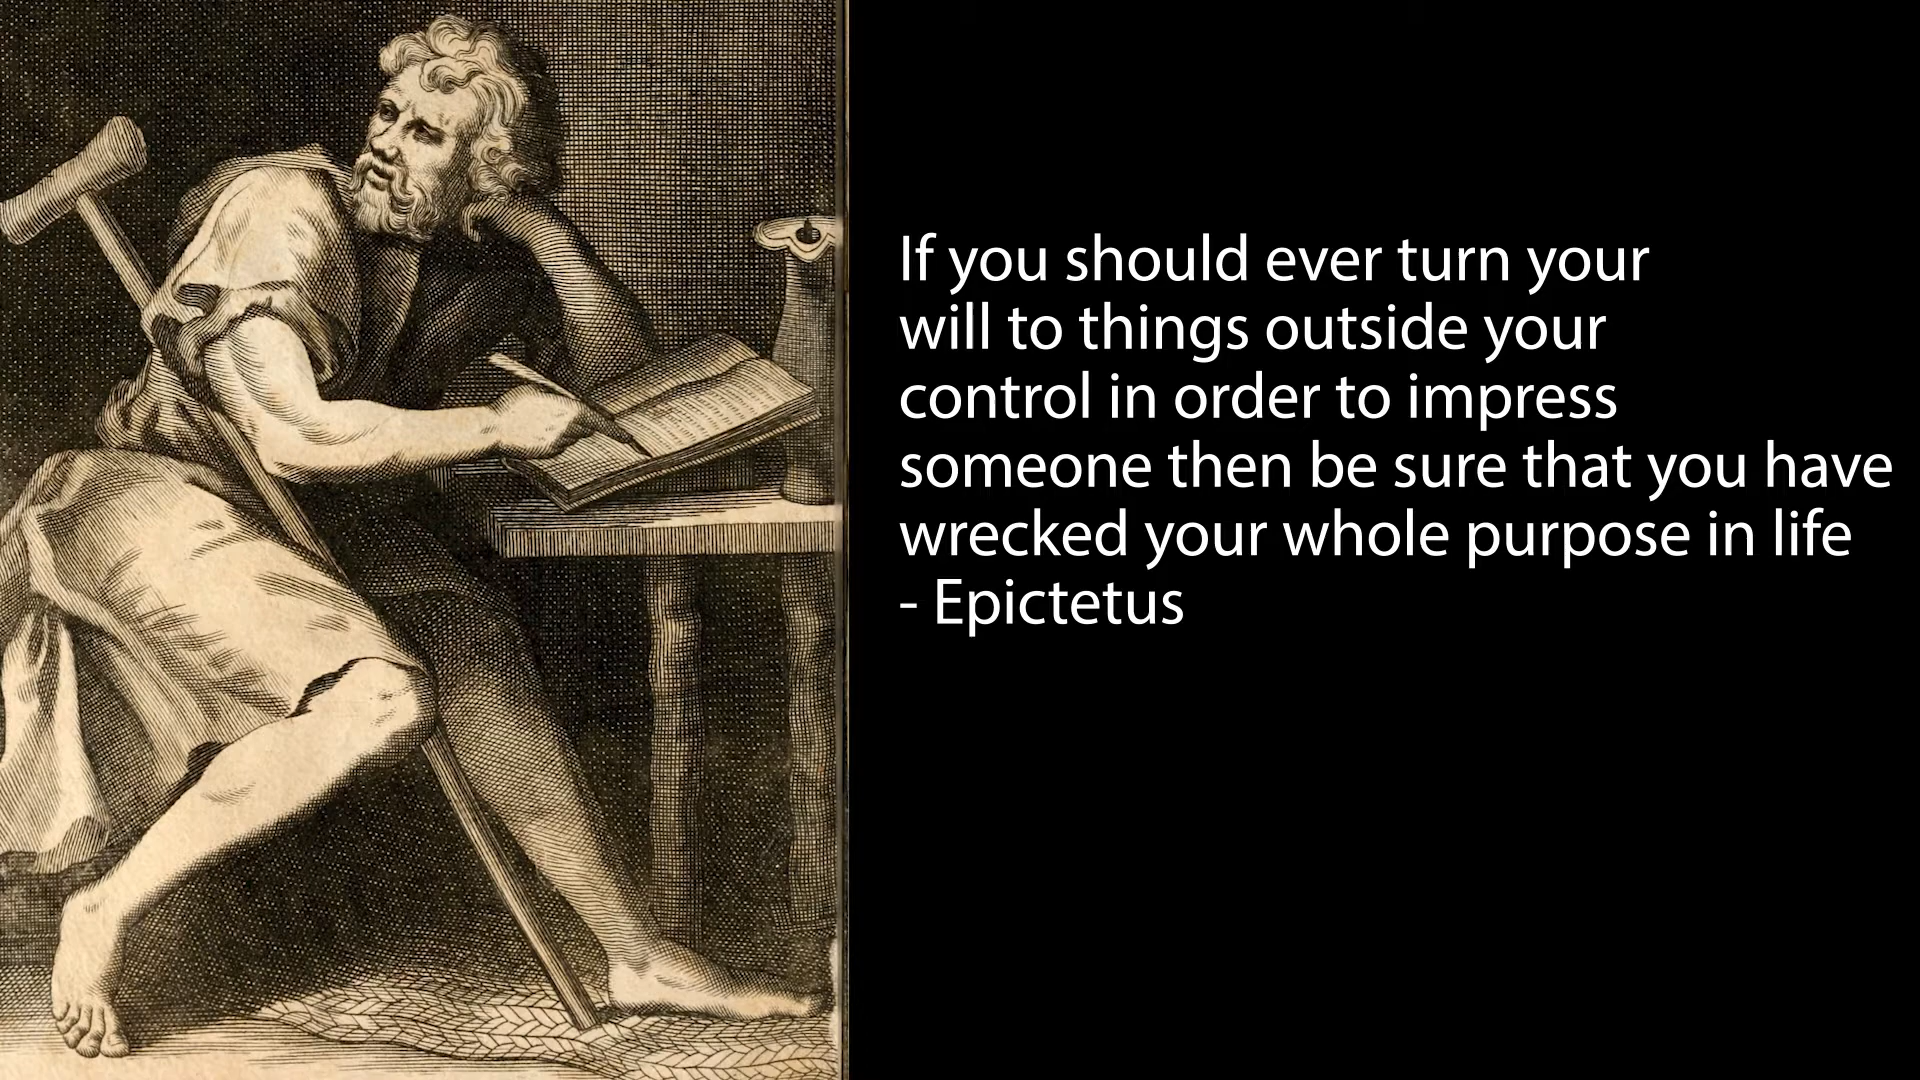 If you should ever turn your
will to things outside your
control in order to impress
someone then be sure that you have
wrecked your whole purpose in life
- Epictetus